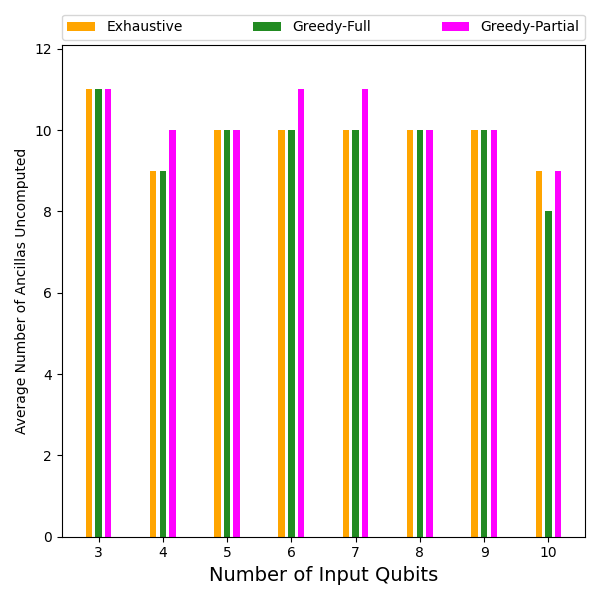 Exhaustive Greedy-Full Greedy-Partial
12
10
8
6
4
2
0
Average Number of Ancillas Uncomputed
3 4 5 6 7 8 9 10
Number of Input Qubits